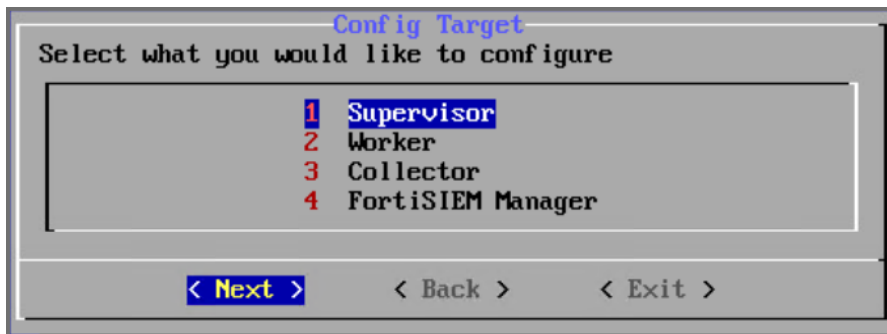 Config Target
Select what you would like to configure
1 Supervisor
2 Worker
3 Collector
4 FortiSIEM Manager
< Next > < Back > < Exit >